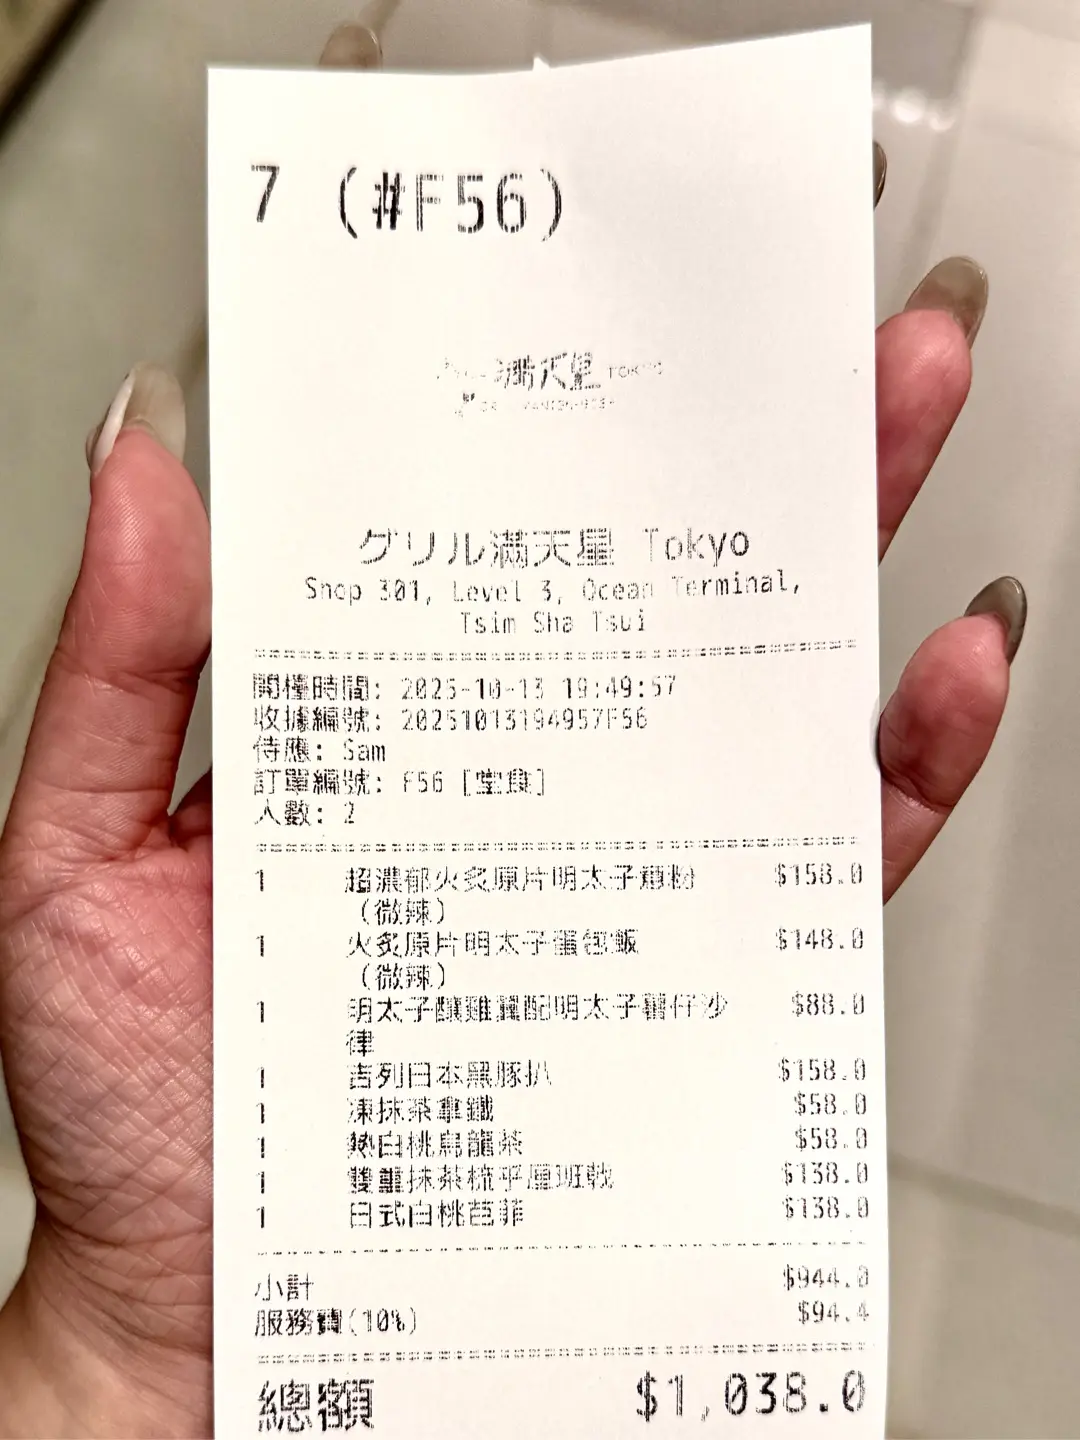 7 (#F56)
満天星 TOKYO
グリル満天星 Tokyo
Shop 301, Level 3, Ocean Terminal,
Tsim Sha Tsui
開檯時間: 2025-10-13 19:49:57
收據編號: 20251013194957F56
侍應: Sam
訂單編號: F56 [堂食]
人數: 2
1 超濃郁火炙原片明太子意粉 $158.0
(微辣)
1 火炙原片明太子蛋包飯 $148.0
(微辣)
1 明太子釀雞翼配明太子薯仔沙 $88.0
律
1 吉列日本黑豚扒 $158.0
1 凍抹茶拿鐵 $58.0
1 熱白桃烏龍茶 $58.0
1 雙重抹茶梳乎厘班戟 $138.0
1 日式白桃芭菲 $138.0
小計 $944.0
服務費(10%) $94.4
總額 $1,038.0